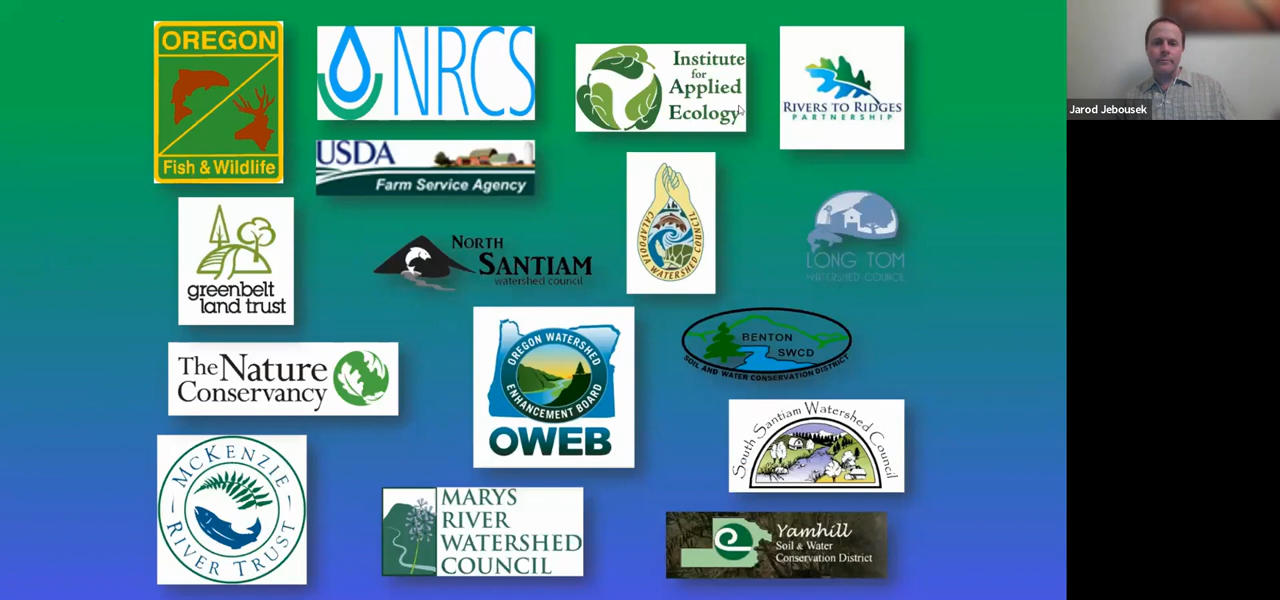 OREGON
Fish & Wildlife
NRCS
USDA
Farm Service Agency
Institute
for
Applied
Ecology
RIVERS TO RIDGES
PARTNERSHIP
Jarod Jebousek
greenbelt
land trust
NORTH
SANTIAM
watershed council
CALAPOOIA WATERSHED COUNCIL
LONG TOM
WATERSHED COUNCIL
The Nature
Conservancy
OREGON WATERSHED
ENHANCEMENT BOARD
OWEB
BENTON
SWCD
SOIL AND WATER CONSERVATION DISTRICT
South Santiam Watershed Council
MCKENZIE
RIVER TRUST
MARYS
RIVER
WATERSHED
COUNCIL
Yamhill
Soil & Water
Conservation District